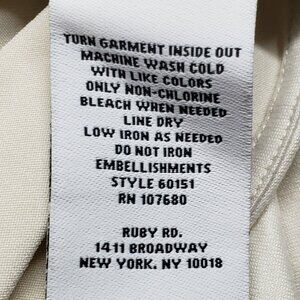 TURN GARMENT INSIDE OUT
MACHINE WASH COLD
WITH LIKE COLORS
ONLY NON-CHLORINE
BLEACH WHEN NEEDED
LINE DRY
LOW IRON AS NEEDED
DO NOT IRON
EMBELLISHMENTS
STYLE 60151
RN 107680
RUBY RD.
1411 BROADWAY
NEW YORK. NY 10018